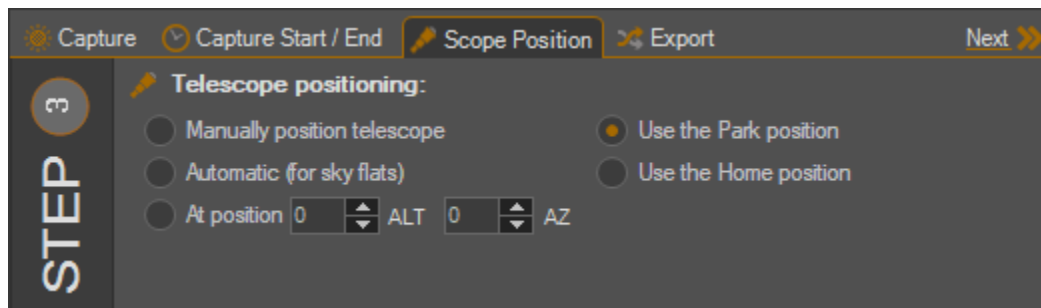 Capture Capture Start / End Scope Position Export Next
STEP 3
Telescope positioning:
Manually position telescope Use the Park position
Automatic (for sky flats) Use the Home position
At position 0 ALT 0 AZ